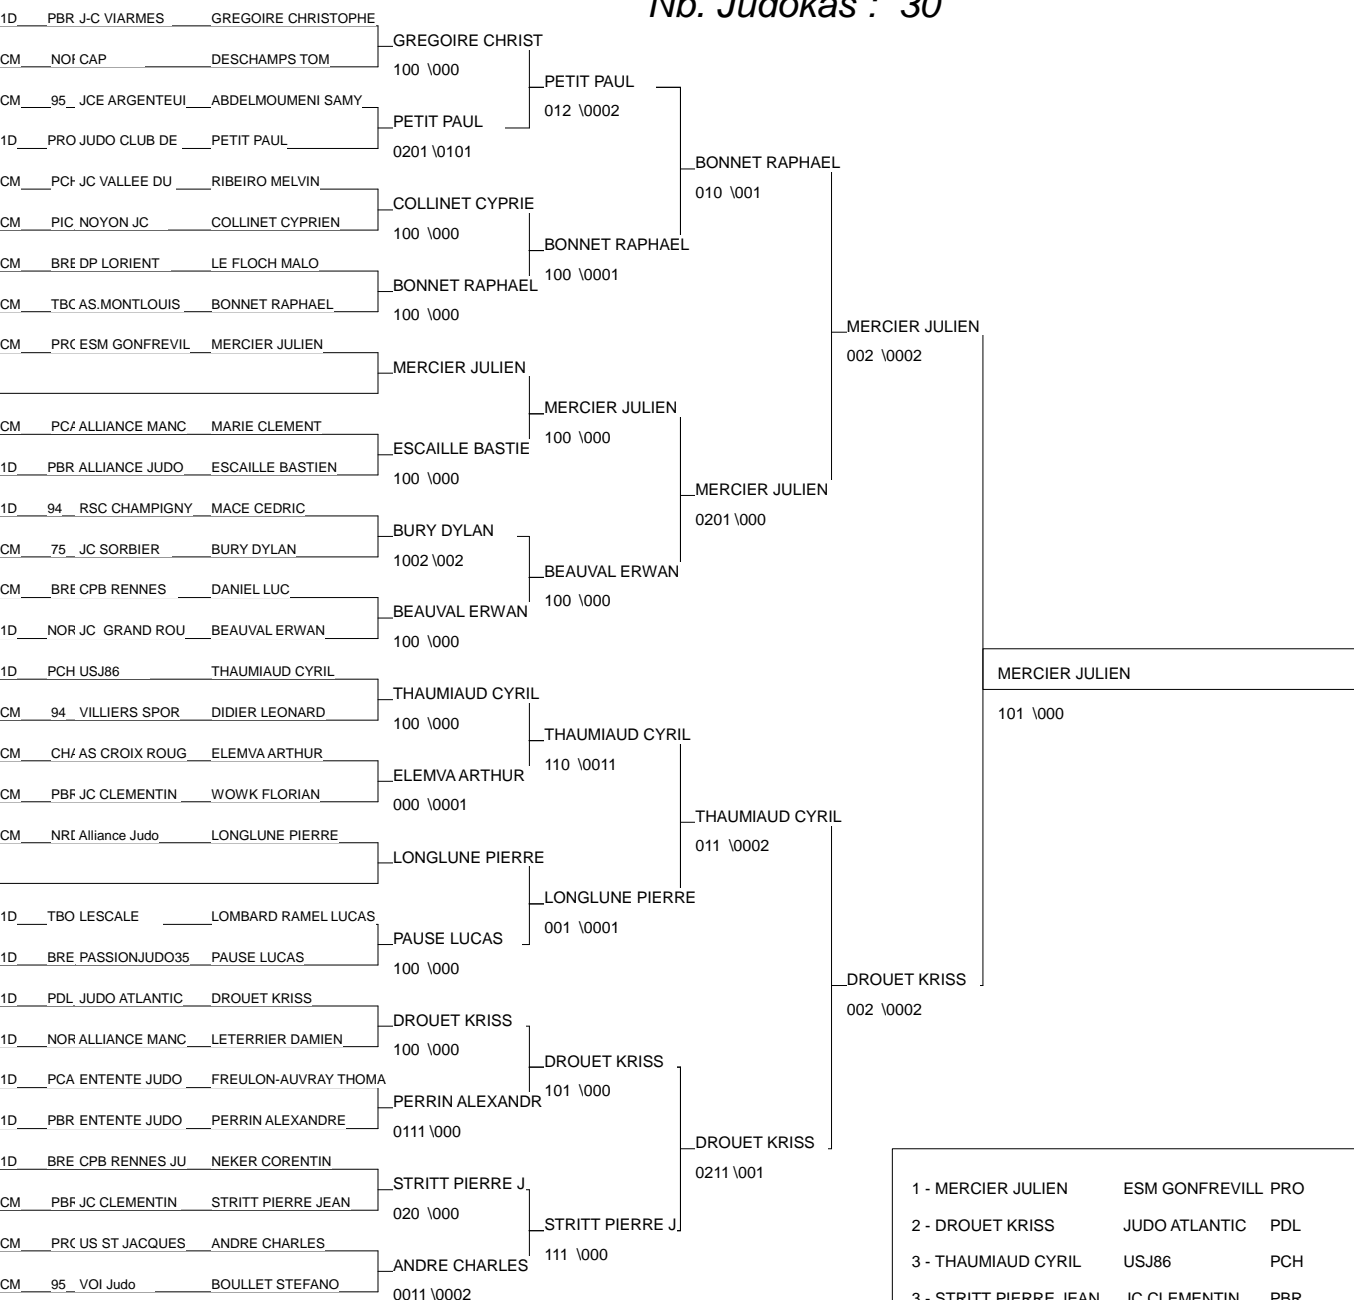 Nb. Judokas : 30
1D PBR J-C VIARMES GREGOIRE CHRISTOPHE
GREGOIRE CHRIST
CM NOF CAP DESCHAMPS TOM
100 \000
PETIT PAUL
CM 95 JCE ARGENTEUI ABDELMOUMENI SAMY
012 \0002
PETIT PAUL
1D PRO JUDO CLUB DE PETIT PAUL
0201 \0101
BONNET RAPHAEL
CM PCH JC VALLEE DU RIBEIRO MELVIN
010 \001
COLLINET CYPRIE
CM PIC NOYON JC COLLINET CYPRIEN
100 \000
BONNET RAPHAEL
CM BRE DP LORIENT LE FLOCH MALO
100 \0001
BONNET RAPHAEL
CM TBO AS.MONTLOUIS BONNET RAPHAEL
100 \000
MERCIER JULIEN
CM PRO ESM GONFREVIL MERCIER JULIEN
002 \0002
MERCIER JULIEN
MERCIER JULIEN
CM PCA ALLIANCE MANC MARIE CLEMENT
100 \000
ESCAILLE BASTIE
1D PBR ALLIANCE JUDO ESCAILLE BASTIEN
100 \000
MERCIER JULIEN
1D 94 RSC CHAMPIGNY MACE CEDRIC
0201 \000
BURY DYLAN
CM 75 JC SORBIER BURY DYLAN
1002 \002
BEAUVAL ERWAN
CM BRE CPB RENNES DANIEL LUC
100 \000
BEAUVAL ERWAN
1D NOR JC GRAND ROU BEAUVAL ERWAN
100 \000
1D PCH USJ86 THAUMIAUD CYRIL
MERCIER JULIEN
THAUMIAUD CYRIL
CM 94 VILLIERS SPOR DIDIER LEONARD
101 \000
100 \000
THAUMIAUD CYRIL
CM CHA AS CROIX ROUG ELEMVA ARTHUR
110 \0011
ELEMVA ARTHUR
CM PBR JC CLEMENTIN WOWK FLORIAN
000 \0001
THAUMIAUD CYRIL
CM NRD Alliance Judo LONGLUNE PIERRE
011 \0002
LONGLUNE PIERRE
LONGLUNE PIERRE
1D TBO LESCALE LOMBARD RAMEL LUCAS
001 \0001
PAUSE LUCAS
1D BRE PASSIONJUDO35 PAUSE LUCAS
100 \000
DROUET KRISS
1D PDL JUDO ATLANTIC DROUET KRISS
002 \0002
DROUET KRISS
1D NOR ALLIANCE MANC LETERRIER DAMIEN
100 \000
DROUET KRISS
1D PCA ENTENTE JUDO FREULON-AUVRAY THOMA
101 \000
PERRIN ALEXANDR
1D PBR ENTENTE JUDO PERRIN ALEXANDRE
0111 \000
DROUET KRISS
1D BRE CPB RENNES JU NEKER CORENTIN
0211 \001
STRITT PIERRE J
CM PBR JC CLEMENTIN STRITT PIERRE JEAN
020 \000
STRITT PIERRE J
CM PRO US ST JACQUES ANDRE CHARLES
111 \000
ANDRE CHARLES
CM 95 VOI Judo BOULLET STEFANO
0011 \0002
1 - MERCIER JULIEN ESM GONFREVILL PRO
2 - DROUET KRISS JUDO ATLANTIC PDL
3 - THAUMIAUD CYRIL USJ86 PCH
3 - STRITT PIERRE JEAN JC CLEMENTIN PBR